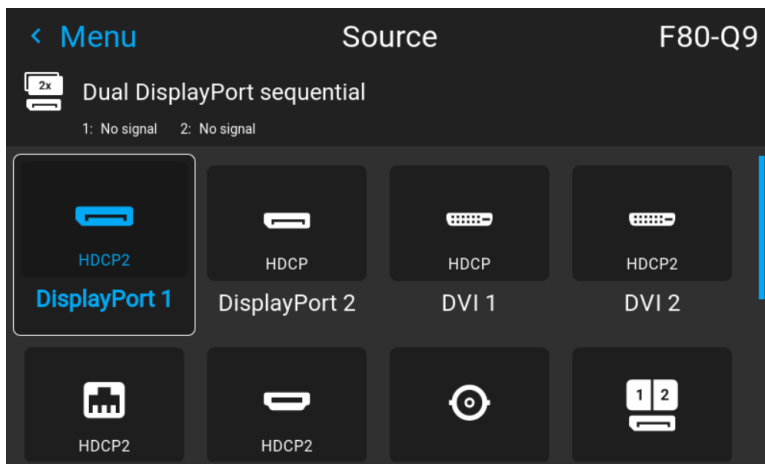 Menu Source F80-Q9
2x
Dual DisplayPort sequential
1: No signal 2: No signal
HDCP2 HDCP HDCP HDCP2
DisplayPort 1 DisplayPort 2 DVI 1 DVI 2
1 2
HDCP2 HDCP2